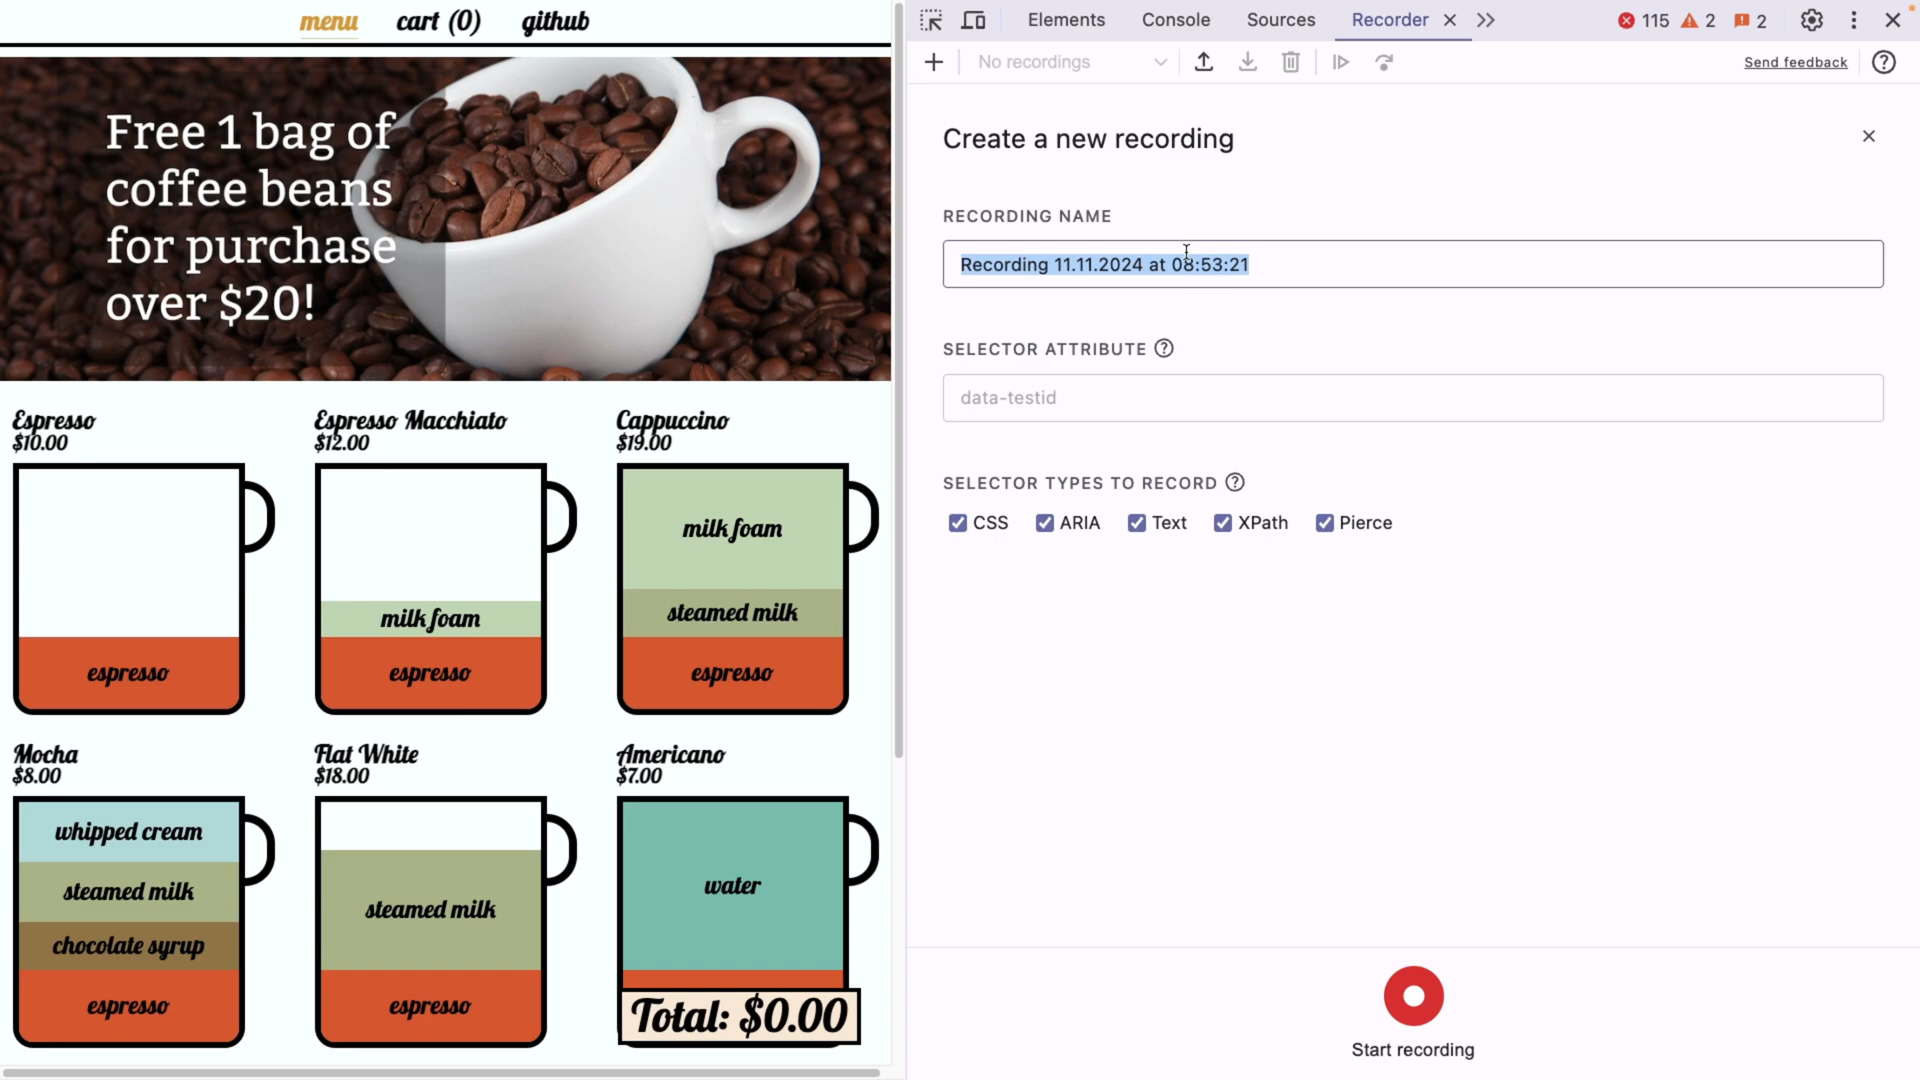 menu cart (0) github
Free 1 bag of
coffee beans
for purchase
over $20!
Espresso
$10.00
espresso
Espresso Macchiato
$12.00
milk foam
espresso
Cappuccino
$19.00
milk foam
steamed milk
espresso
Mocha
$8.00
whipped cream
steamed milk
chocolate syrup
espresso
Flat White
$18.00
steamed milk
espresso
Americano
$7.00
water
Total: $0.00
Elements Console Sources Recorder 115 2 2
No recordings Send feedback
Create a new recording
RECORDING NAME
Recording 11.11.2024 at 08:53:21
SELECTOR ATTRIBUTE
data-testid
SELECTOR TYPES TO RECORD
CSS ARIA Text XPath Pierce
Start recording